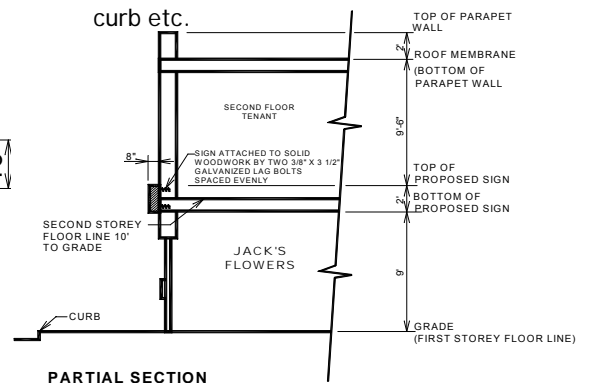 curb etc.
TOP OF PARAPET
WALL
2'
ROOF MEMBRANE
(BOTTOM OF
PARAPET WALL
SECOND FLOOR
TENANT
9'-6"
8"
SIGN ATTACHED TO SOLID
WOODWORK BY TWO 3/8" X 3 1/2"
GALVANIZED LAG BOLTS
SPACED EVENLY
TOP OF
PROPOSED SIGN
2'
BOTTOM OF
PROPOSED SIGN
SECOND STOREY
FLOOR LINE 10'
TO GRADE
JACK'S
FLOWERS
9'
CURB
GRADE
(FIRST STOREY FLOOR LINE)
PARTIAL SECTION